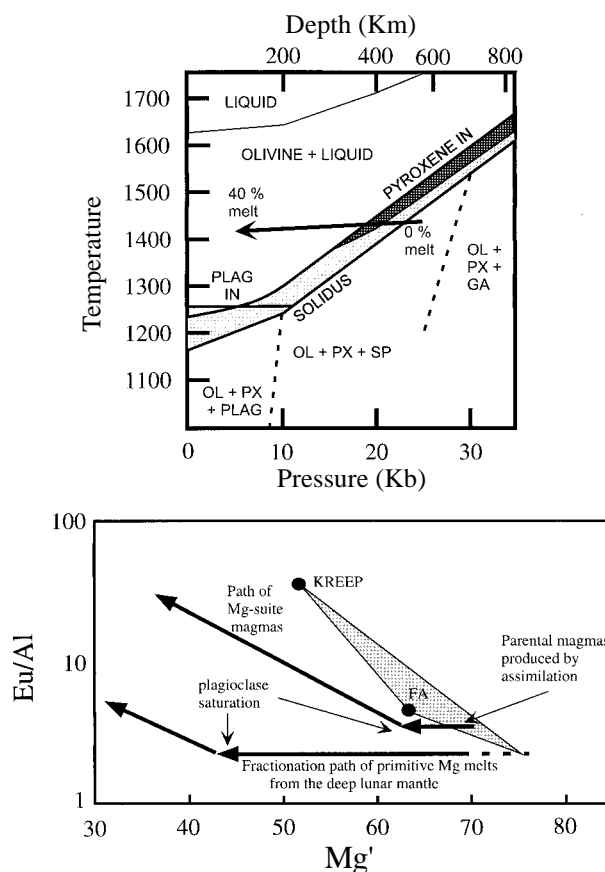 Depth (Km)
200 400 600 800
1700
1600
1500
1400
1300
1200
1100
Temperature
LIQUID
OLIVINE + LIQUID
PYROXENE IN
40 %
melt
0 %
melt
OL +
PX +
GA
PLAG
IN
SOLIDUS
OL + PX + SP
OL + PX
+ PLAG
0 10 20 30
Pressure (Kb)
100
10
1
Eu/Al
KREEP
Path of
Mg-suite
magmas
Parental magmas
produced by
assimilation
FA
plagioclase
saturation
Fractionation path of primitive Mg melts
from the deep lunar mantle
30 40 50 60 70 80
Mg'